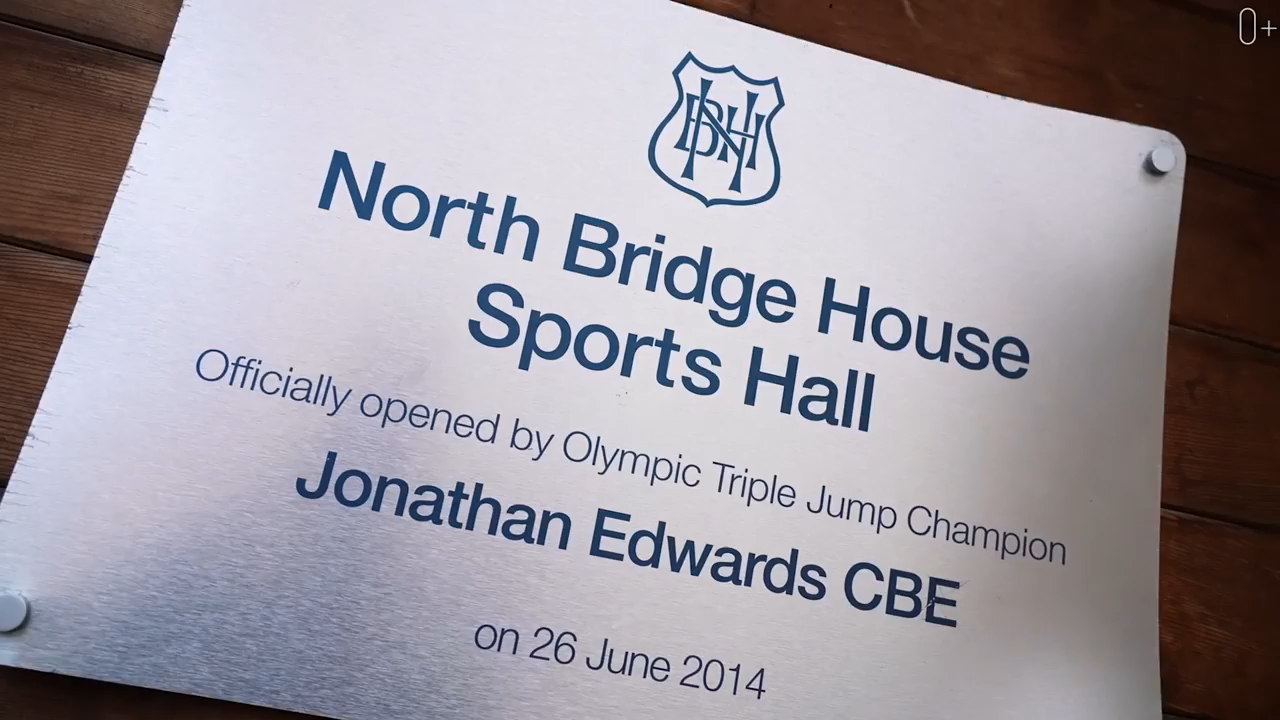 0+
NBH
North Bridge House
Sports Hall
Officially opened by Olympic Triple Jump Champion
Jonathan Edwards CBE
on 26 June 2014